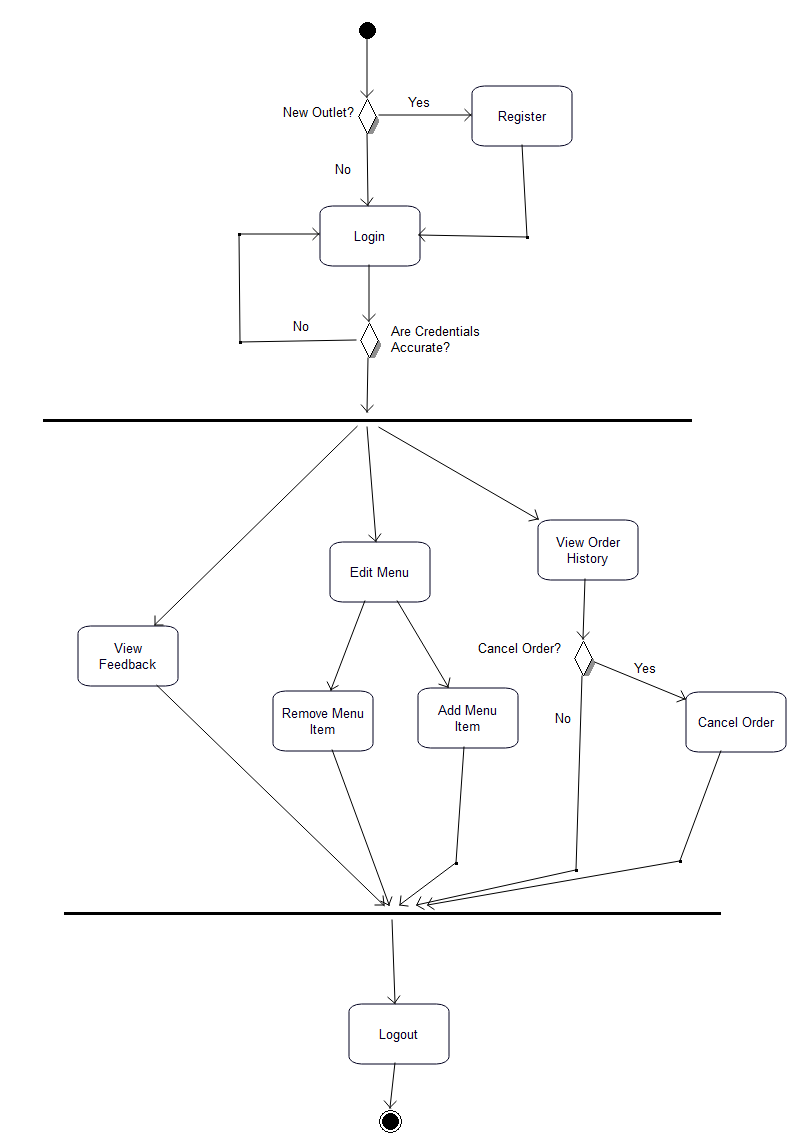 New Outlet?
Yes
Register
No
Login
No
Are Credentials
Accurate?
View Order
History
Edit Menu
View
Feedback
Cancel Order?
Yes
Remove Menu
Item
Add Menu
Item
No
Cancel Order
Logout